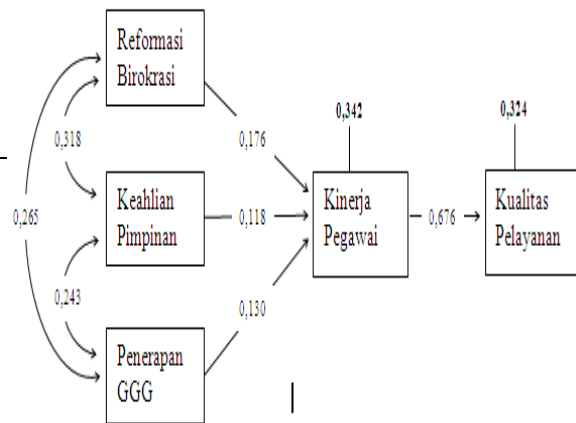 Reformasi
Birokrasi
0,318
0,176
0,342
0,324
0,265
Keahlian
Pimpinan
0,118
Kinerja
Pegawai
0,676
Kualitas
Pelayanan
0,243
0,130
Penerapan
GGG